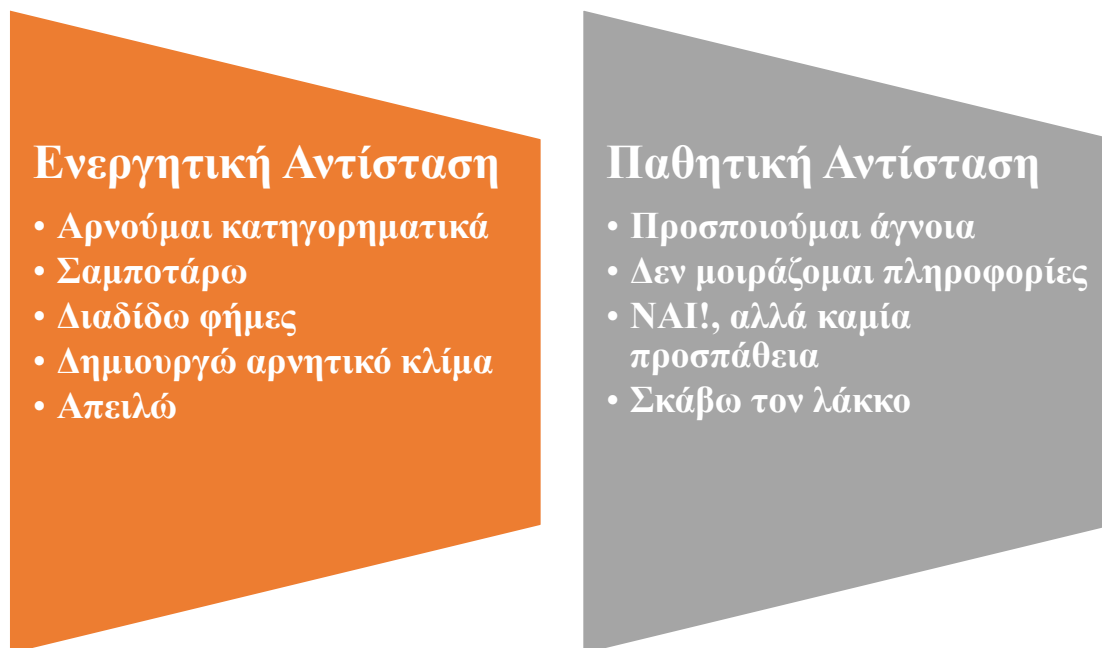 Ενεργητική Αντίσταση
• Αρνούμαι κατηγορηματικά
• Σαμποτάρω
• Διαδίδω φήμες
• Δημιουργώ αρνητικό κλίμα
• Απειλώ
Παθητική Αντίσταση
• Προσποιούμαι άγνοια
• Δεν μοιράζομαι πληροφορίες
• ΝΑΙ!, αλλά καμία
προσπάθεια
• Σκάβω τον λάκκο